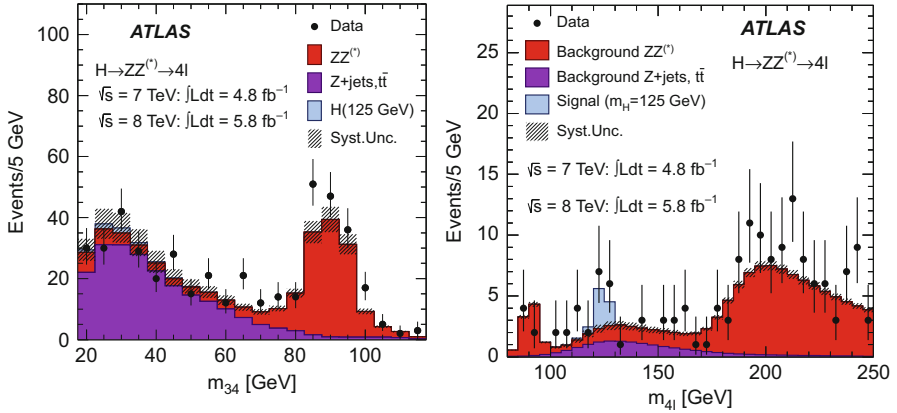 ATLAS
H→ZZ(*)→4l
√s = 7 TeV: ∫Ldt = 4.8 fb⁻¹
√s = 8 TeV: ∫Ldt = 5.8 fb⁻¹
Data
ZZ(*)
Z+jets,tt̄
H(125 GeV)
Syst.Unc.
Events/5 GeV
100
80
60
40
20
0
20 40 60 80 100
m₃₄ [GeV]
ATLAS
Data
Background ZZ(*)
Background Z+jets, tt̄
Signal (mH=125 GeV)
Syst.Unc.
H→ZZ(*)→4l
√s = 7 TeV: ∫Ldt = 4.8 fb⁻¹
√s = 8 TeV: ∫Ldt = 5.8 fb⁻¹
Events/5 GeV
25
20
15
10
5
0
100 150 200 250
m4l [GeV]